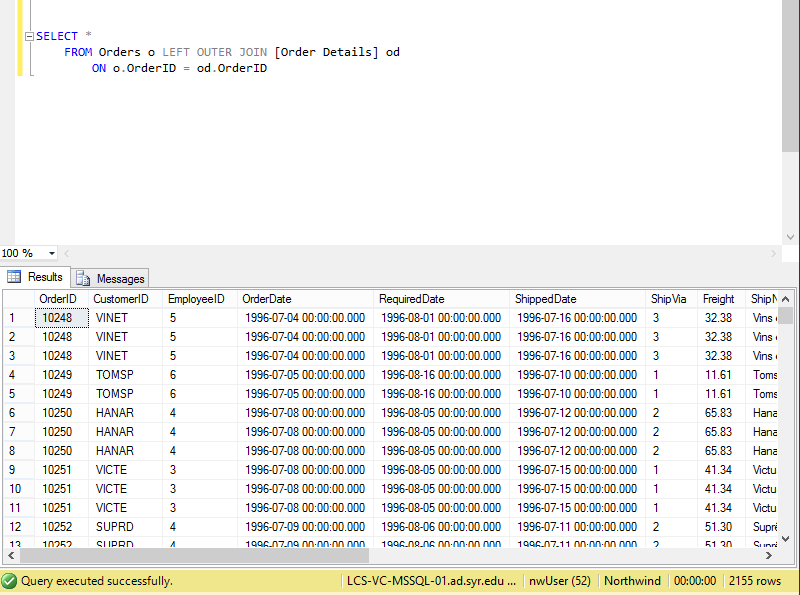 SELECT *
FROM Orders o LEFT OUTER JOIN [Order Details] od
ON o.OrderID = od.OrderID
100 %
Results Messages
OrderID CustomerID EmployeeID OrderDate RequiredDate ShippedDate ShipVia Freight ShipN
1 10248 VINET 5 1996-07-04 00:00:00.000 1996-08-01 00:00:00.000 1996-07-16 00:00:00.000 3 32.38 Vins e
2 10248 VINET 5 1996-07-04 00:00:00.000 1996-08-01 00:00:00.000 1996-07-16 00:00:00.000 3 32.38 Vins e
3 10248 VINET 5 1996-07-04 00:00:00.000 1996-08-01 00:00:00.000 1996-07-16 00:00:00.000 3 32.38 Vins e
4 10249 TOMSP 6 1996-07-05 00:00:00.000 1996-08-16 00:00:00.000 1996-07-10 00:00:00.000 1 11.61 Toms
5 10249 TOMSP 6 1996-07-05 00:00:00.000 1996-08-16 00:00:00.000 1996-07-10 00:00:00.000 1 11.61 Toms
6 10250 HANAR 4 1996-07-08 00:00:00.000 1996-08-05 00:00:00.000 1996-07-12 00:00:00.000 2 65.83 Hana
7 10250 HANAR 4 1996-07-08 00:00:00.000 1996-08-05 00:00:00.000 1996-07-12 00:00:00.000 2 65.83 Hana
8 10250 HANAR 4 1996-07-08 00:00:00.000 1996-08-05 00:00:00.000 1996-07-12 00:00:00.000 2 65.83 Hana
9 10251 VICTE 3 1996-07-08 00:00:00.000 1996-08-05 00:00:00.000 1996-07-15 00:00:00.000 1 41.34 Victu
10 10251 VICTE 3 1996-07-08 00:00:00.000 1996-08-05 00:00:00.000 1996-07-15 00:00:00.000 1 41.34 Victu
11 10251 VICTE 3 1996-07-08 00:00:00.000 1996-08-05 00:00:00.000 1996-07-15 00:00:00.000 1 41.34 Victu
12 10252 SUPRD 4 1996-07-09 00:00:00.000 1996-08-06 00:00:00.000 1996-07-11 00:00:00.000 2 51.30 Suprê
13 10252 SUPRD 4 1996-07-09 00:00:00.000 1996-08-06 00:00:00.000 1996-07-11 00:00:00.000 2 51.30 Suprê
Query executed successfully. LCS-VC-MSSQL-01.ad.syr.edu ... nwUser (52) Northwind 00:00:00 2155 rows